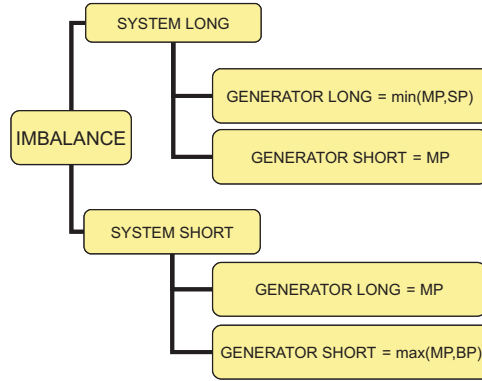 SYSTEM LONG
GENERATOR LONG = min(MP,SP)
GENERATOR SHORT = MP
IMBALANCE
SYSTEM SHORT
GENERATOR LONG = MP
GENERATOR SHORT = max(MP,BP)